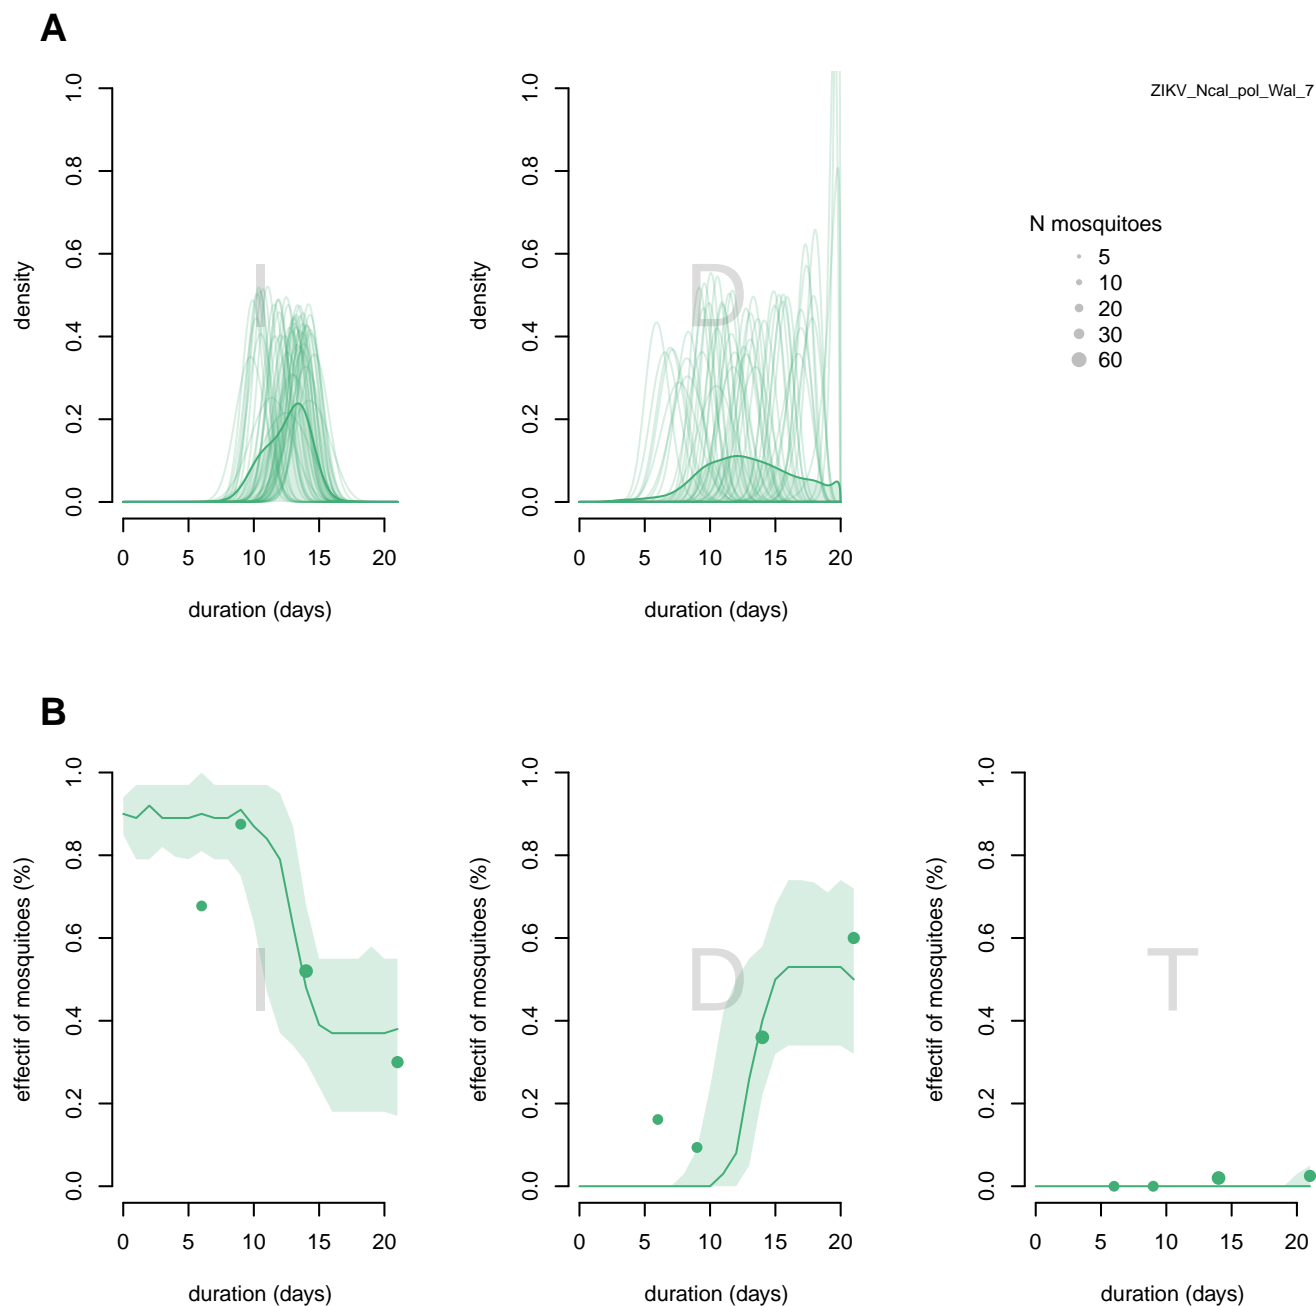 A
ZIKV_Ncal_pol_Wal_7
density
0.0 0.2 0.4 0.6 0.8 1.0
I
0 5 10 15 20
duration (days)
density
0.0 0.2 0.4 0.6 0.8 1.0
D
0 5 10 15 20
duration (days)
N mosquitoes
5
10
20
30
60
B
effectif of mosquitoes (%)
0.0 0.2 0.4 0.6 0.8 1.0
I
0 5 10 15 20
duration (days)
effectif of mosquitoes (%)
0.0 0.2 0.4 0.6 0.8 1.0
D
0 5 10 15 20
duration (days)
effectif of mosquitoes (%)
0.0 0.2 0.4 0.6 0.8 1.0
T
0 5 10 15 20
duration (days)